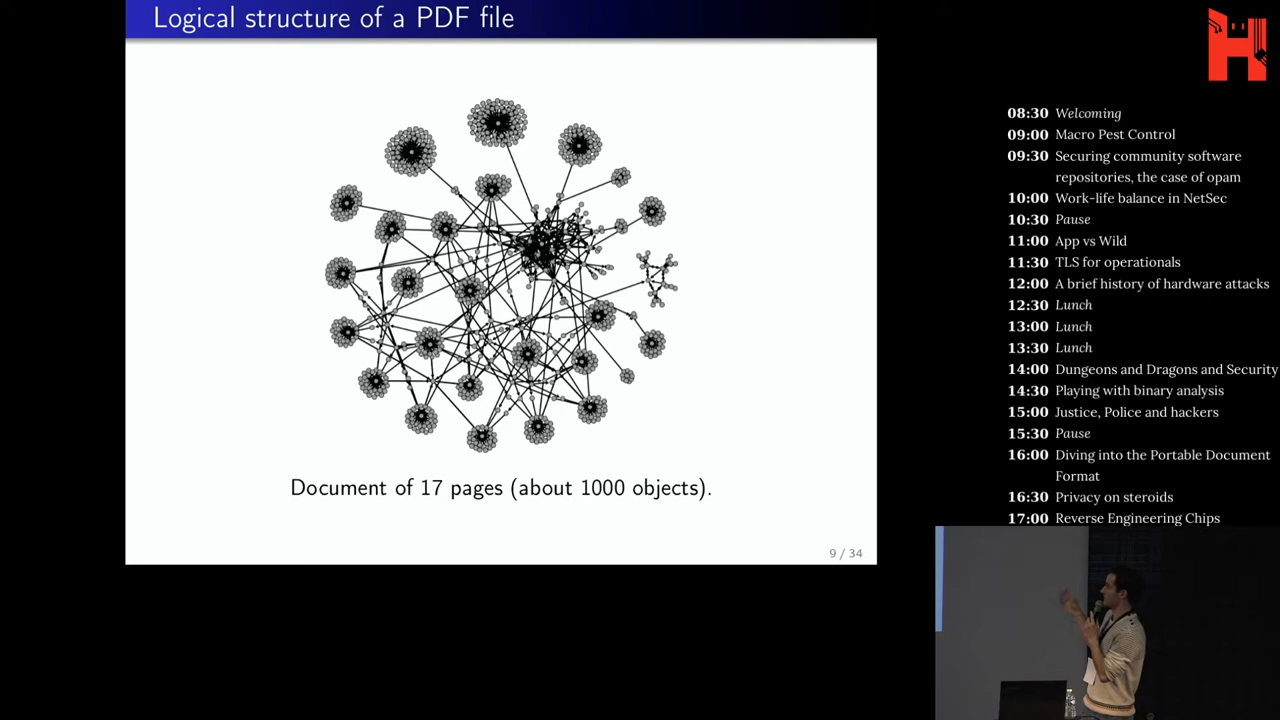 Logical structure of a PDF file
Document of 17 pages (about 1000 objects).
9 / 34
08:30 Welcoming
09:00 Macro Pest Control
09:30 Securing community software
repositories, the case of opam
10:00 Work-life balance in NetSec
10:30 Pause
11:00 App vs Wild
11:30 TLS for operationals
12:00 A brief history of hardware attacks
12:30 Lunch
13:00 Lunch
13:30 Lunch
14:00 Dungeons and Dragons and Security
14:30 Playing with binary analysis
15:00 Justice, Police and hackers
15:30 Pause
16:00 Diving into the Portable Document
Format
16:30 Privacy on steroids
17:00 Reverse Engineering Chips